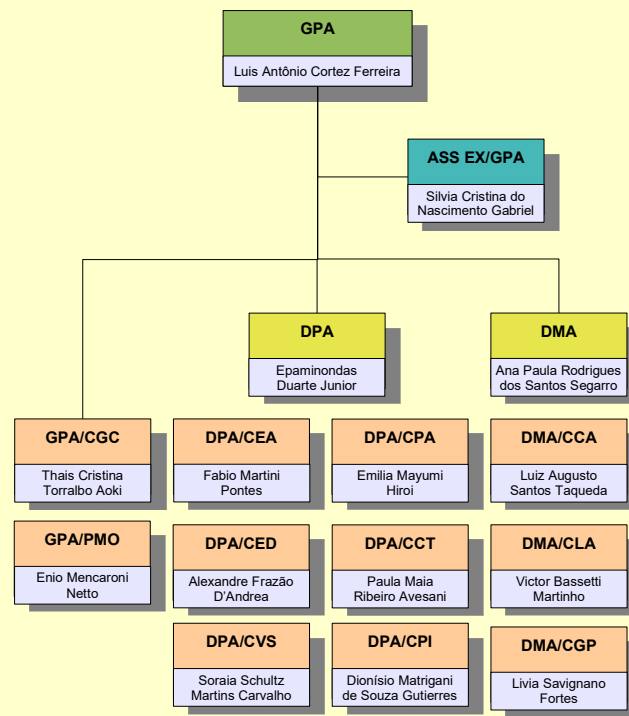 GPA
Luis Antônio Cortez Ferreira
ASS EX/GPA
Silvia Cristina do
Nascimento Gabriel
DPA
Epaminondas
Duarte Junior
DMA
Ana Paula Rodrigues
dos Santos Segarro
GPA/CGC
Thais Cristina
Torralbo Aoki
DPA/CEA
Fabio Martini
Pontes
DPA/CPA
Emilia Mayumi
Hiroi
DMA/CCA
Luiz Augusto
Santos Taqueda
GPA/PMO
Enio Mencaroni
Netto
DPA/CED
Alexandre Frazão
D'Andrea
DPA/CCT
Paula Maia
Ribeiro Avesani
DMA/CLA
Victor Bassetti
Martinho
DPA/CVS
Soraia Schultz
Martins Carvalho
DPA/CPI
Dionísio Matrigani
de Souza Gutierres
DMA/CGP
Livia Savignano
Fortes